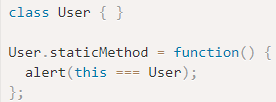 class User { }
User.staticMethod = function() {
  alert(this === User);
};